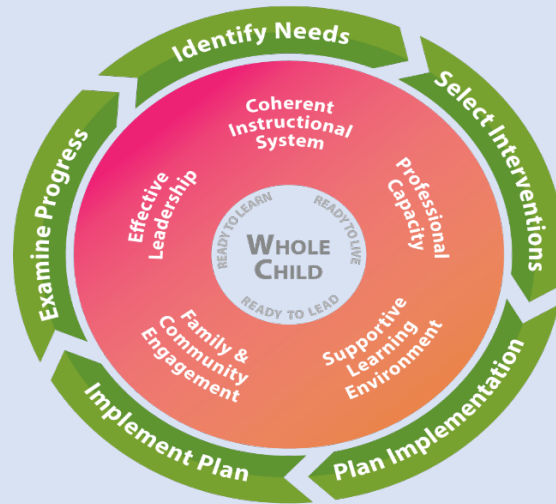 Identify Needs
Select Interventions
Plan Implementation
Implement Plan
Examine Progress
Coherent
Instructional
System
Professional
Capacity
Supportive
Learning
Environment
Family &
Community
Engagement
Effective
Leadership
READY TO LEARN
READY TO LIVE
READY TO LEAD
WHOLE
CHILD